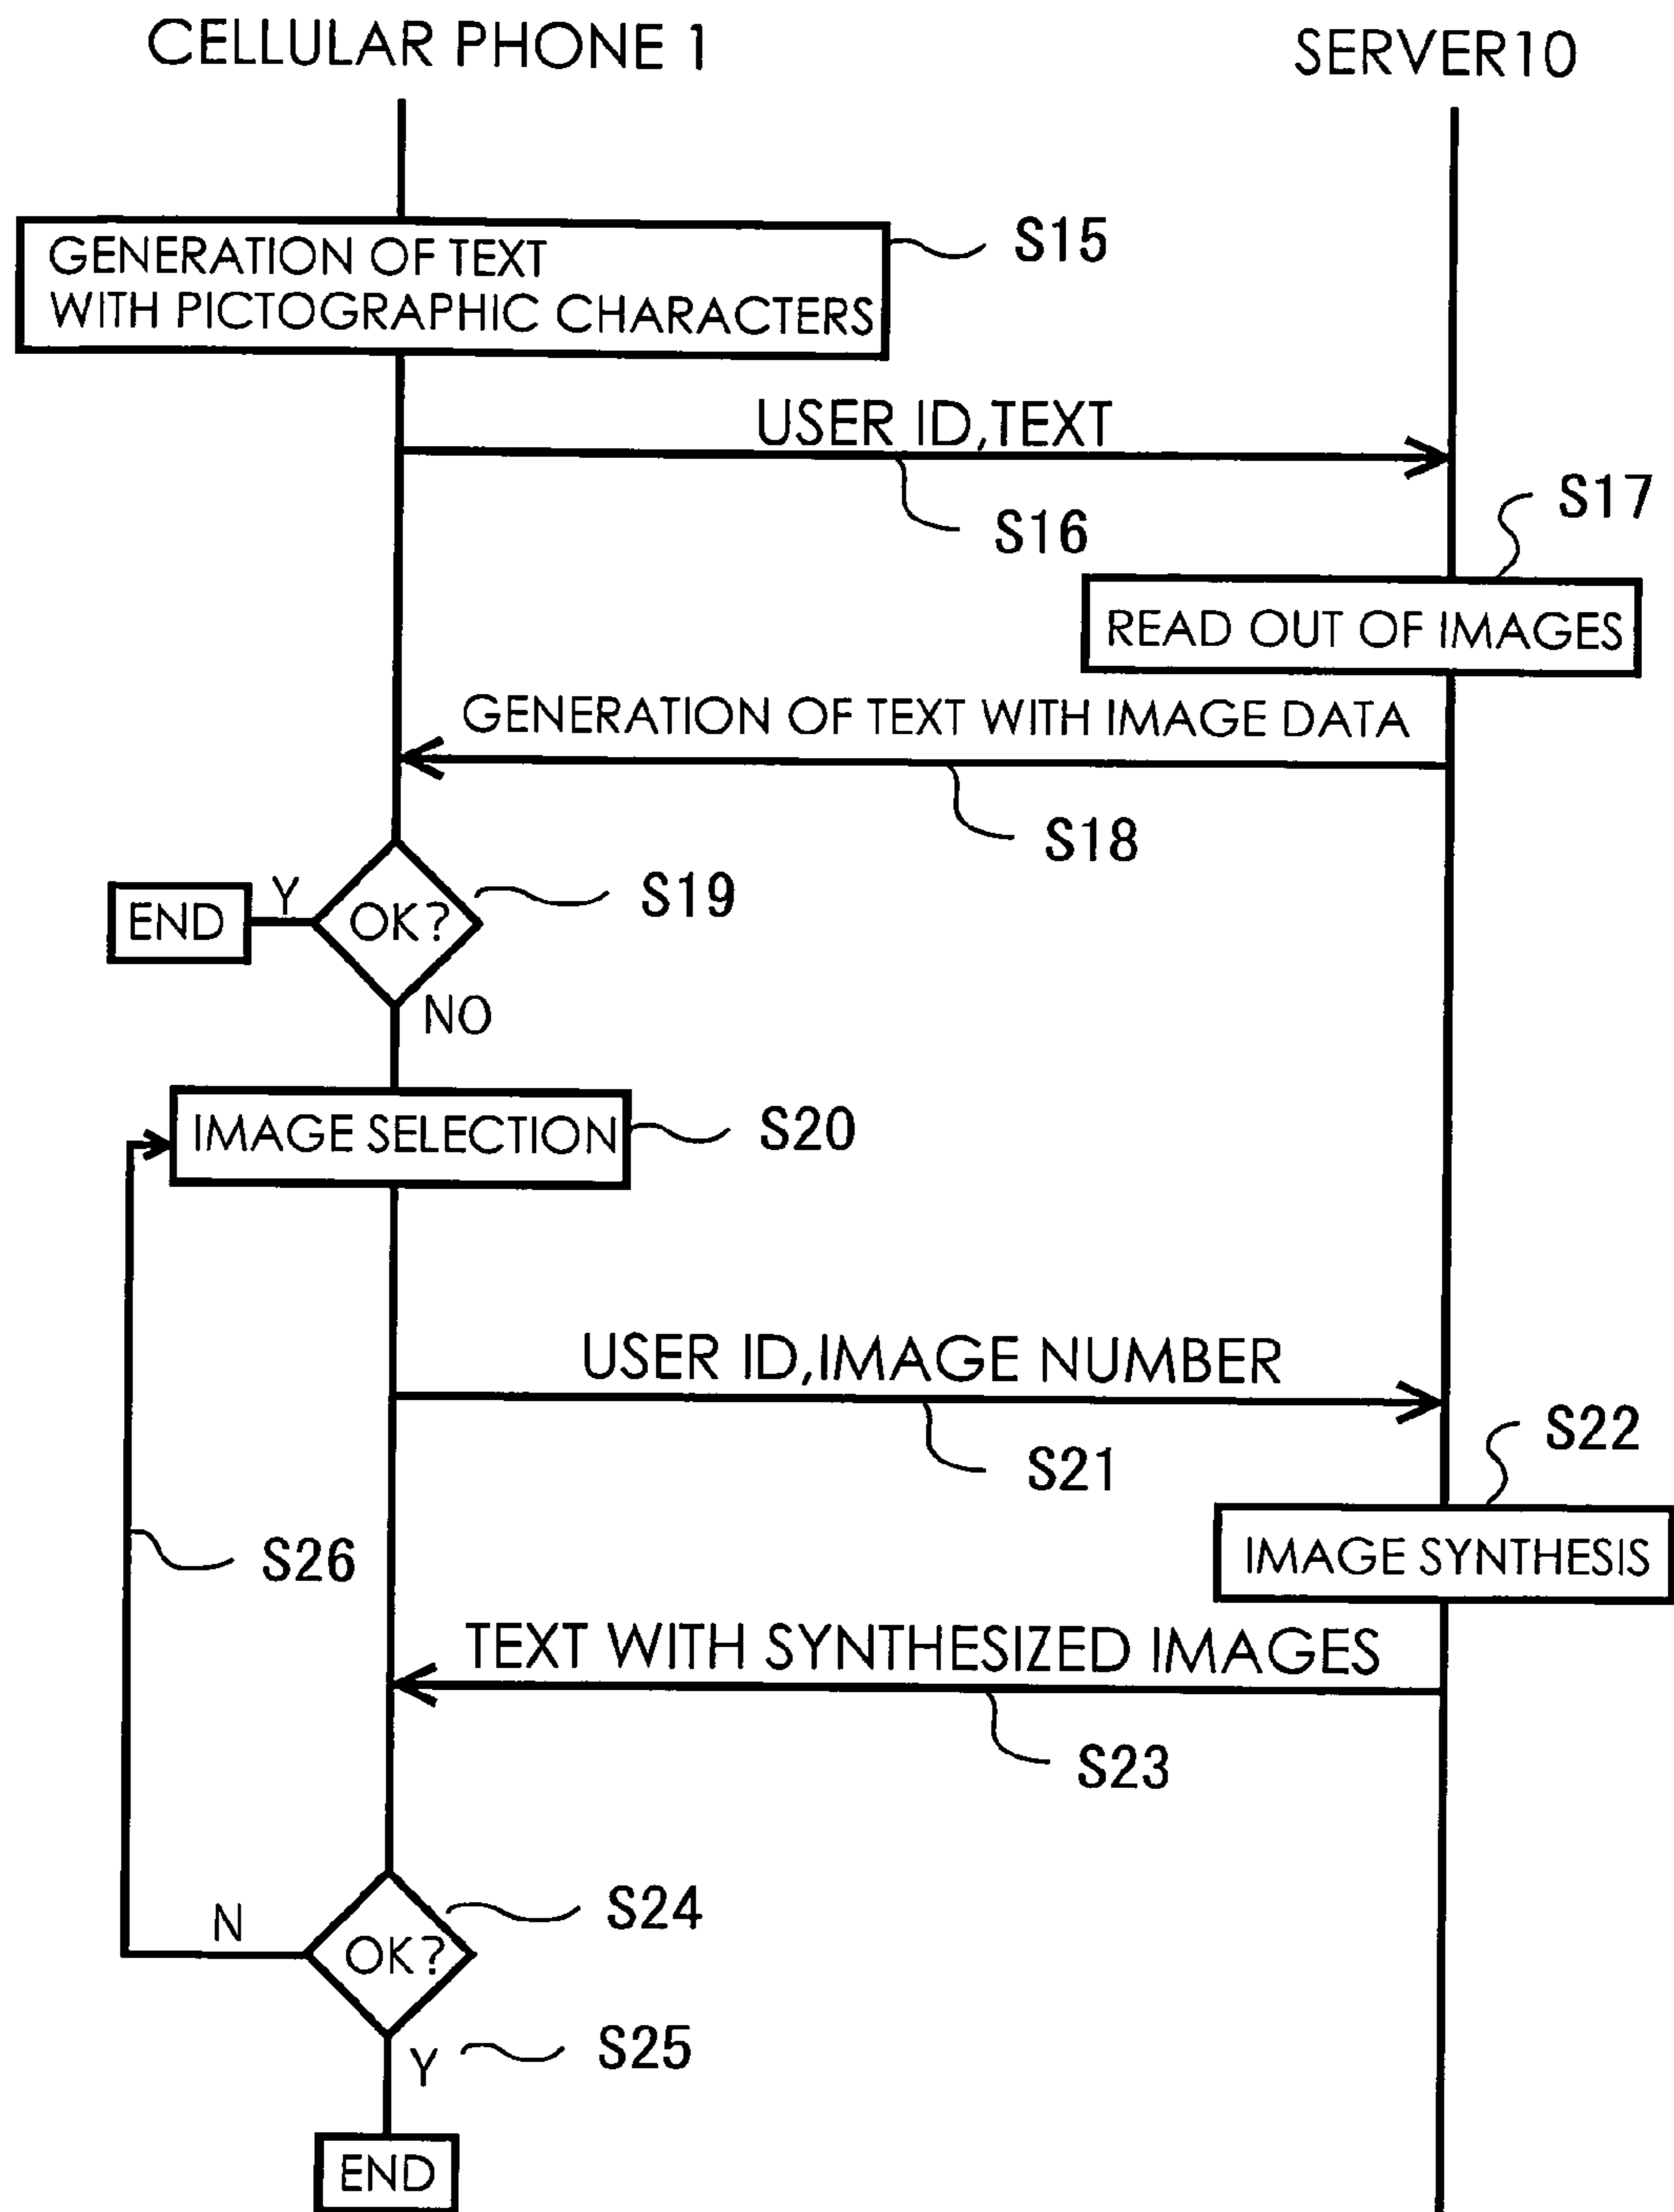 CELLULAR PHONE 1
SERVER10
GENERATION OF TEXT
WITH PICTOGRAPHIC CHARACTERS
S15
USER ID,TEXT
S16
S17
READ OUT OF IMAGES
GENERATION OF TEXT WITH IMAGE DATA
S18
END
Y
OK?
S19
NO
IMAGE SELECTION
S20
USER ID,IMAGE NUMBER
S21
S22
IMAGE SYNTHESIS
S26
TEXT WITH SYNTHESIZED IMAGES
S23
N
OK?
S24
Y
S25
END